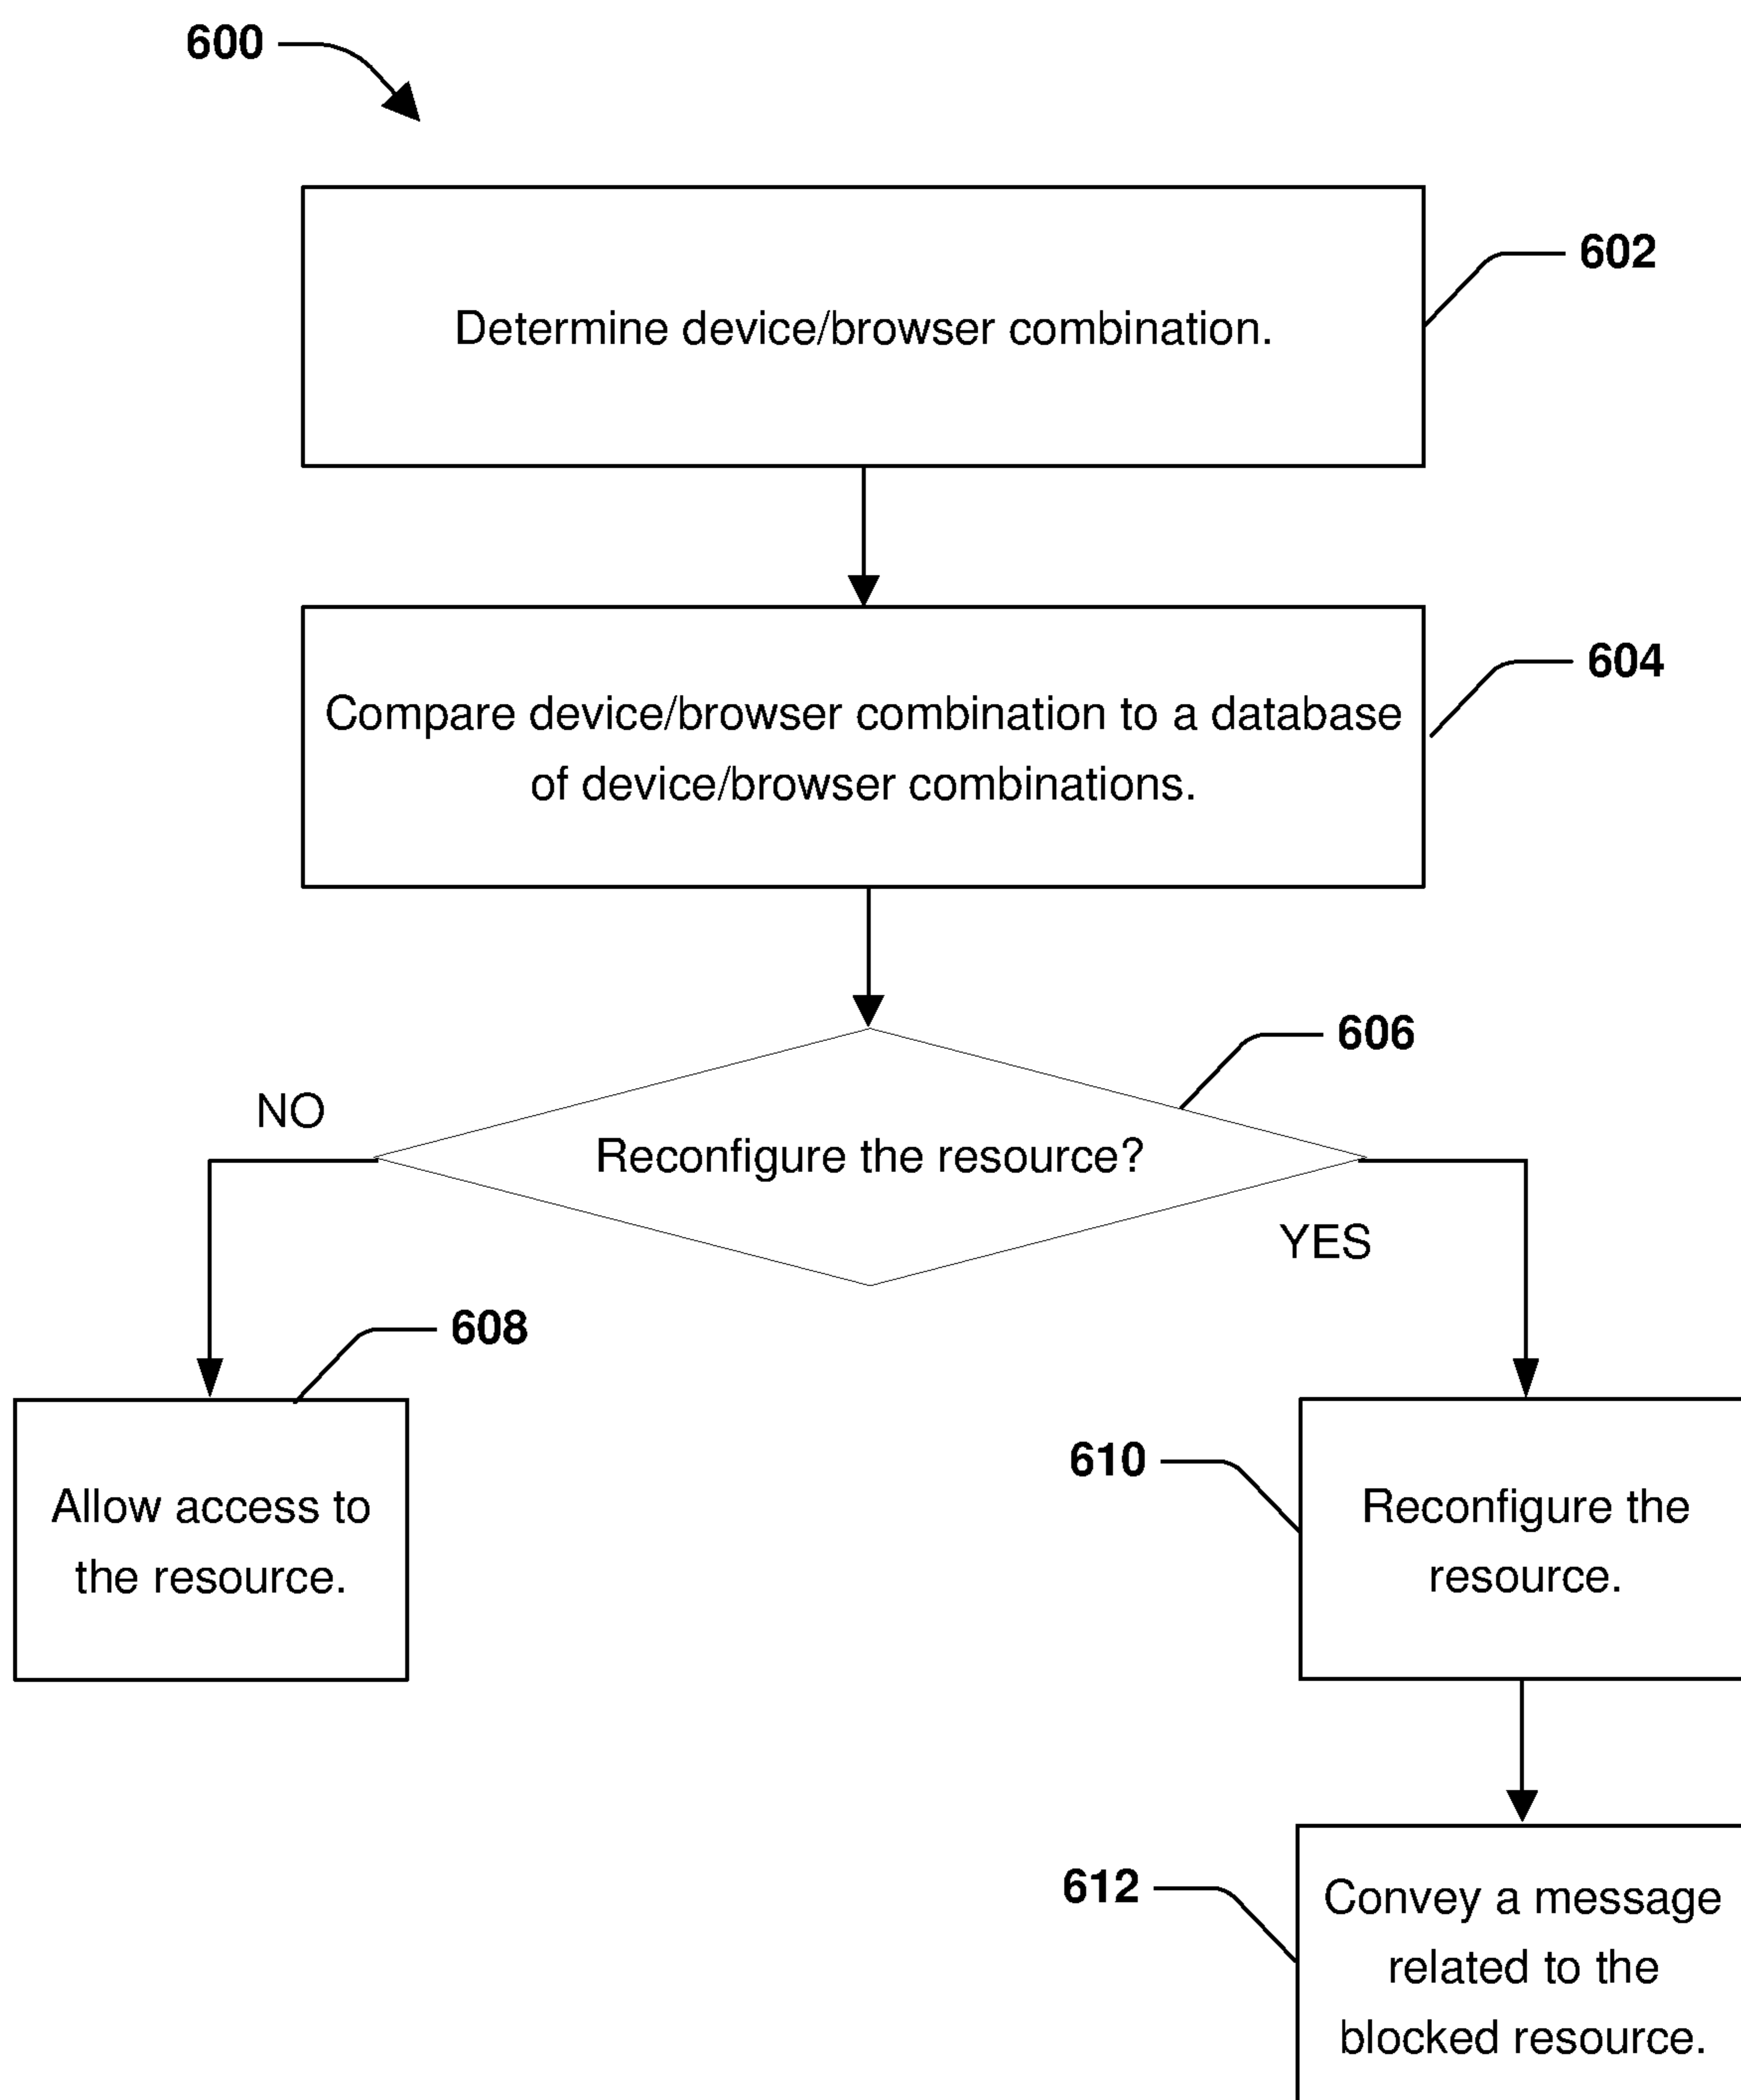 600
602
Determine device/browser combination.
604
Compare device/browser combination to a database
of device/browser combinations.
606
NO
Reconfigure the resource?
YES
608
Allow access to
the resource.
610
Reconfigure the
resource.
612
Convey a message
related to the
blocked resource.